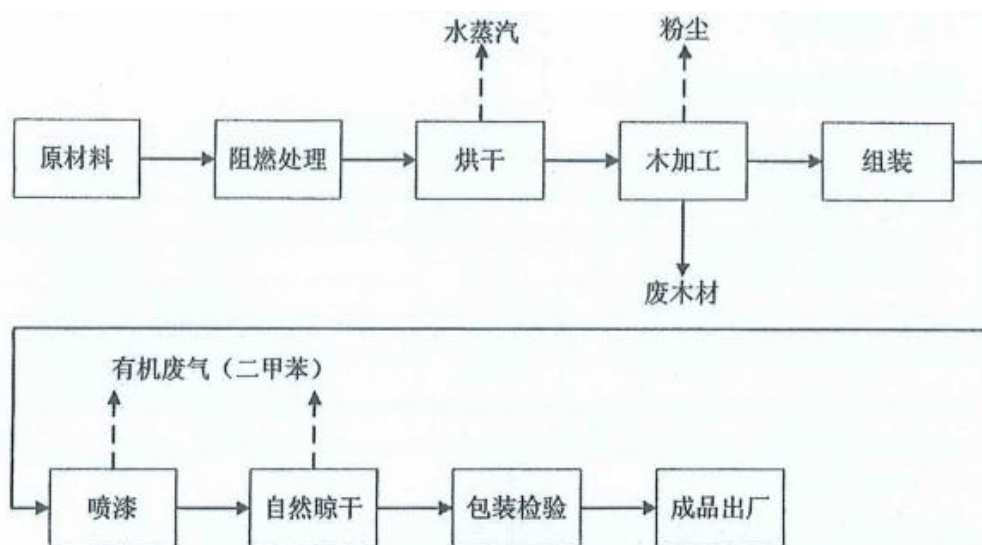 水蒸汽
粉尘
原材料
阻燃处理
烘干
木加工
组装
废木材
有机废气（二甲苯）
喷漆
自然晾干
包装检验
成品出厂